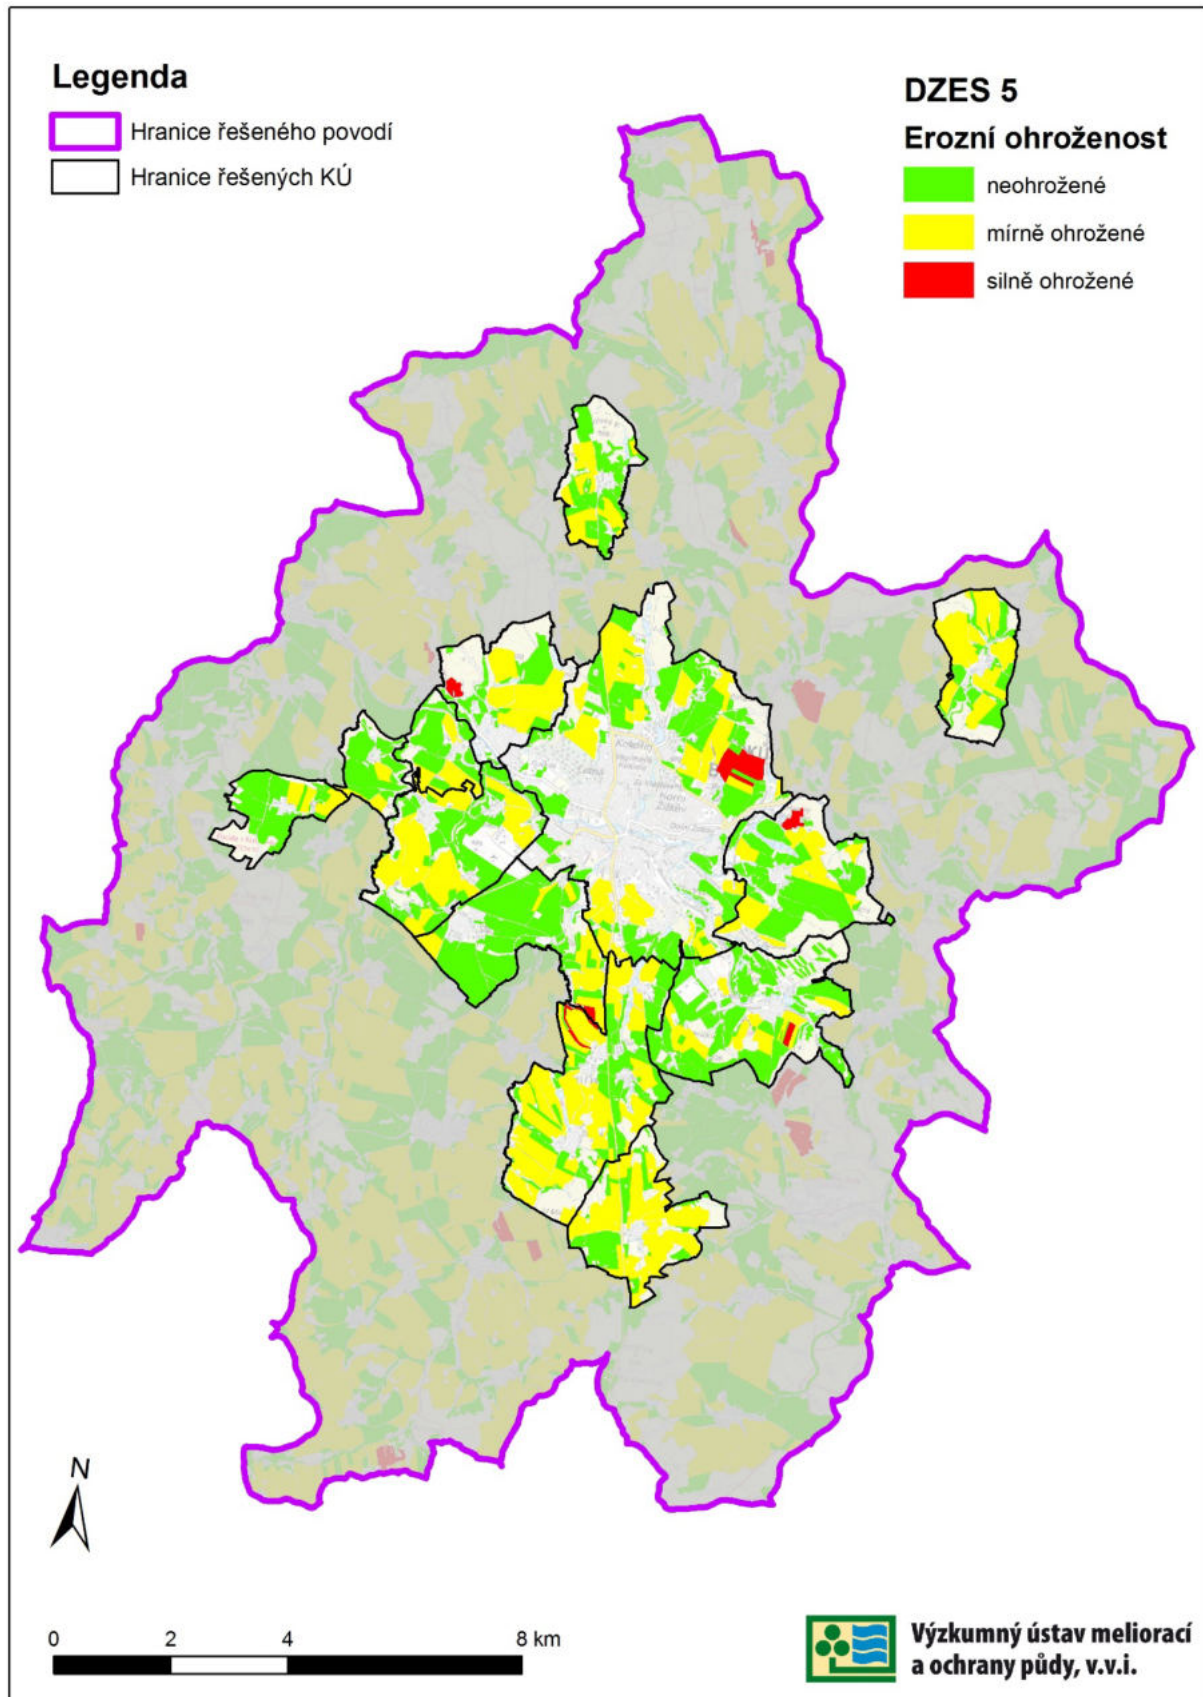 Legenda
Hranice řešeného povodí
Hranice řešených KÚ
DZES 5
Erozní ohroženost
neohrožené
mírně ohrožené
silně ohrožené
N
0 2 4 8 km
Výzkumný ústav meliorací
a ochrany půdy, v.v.i.